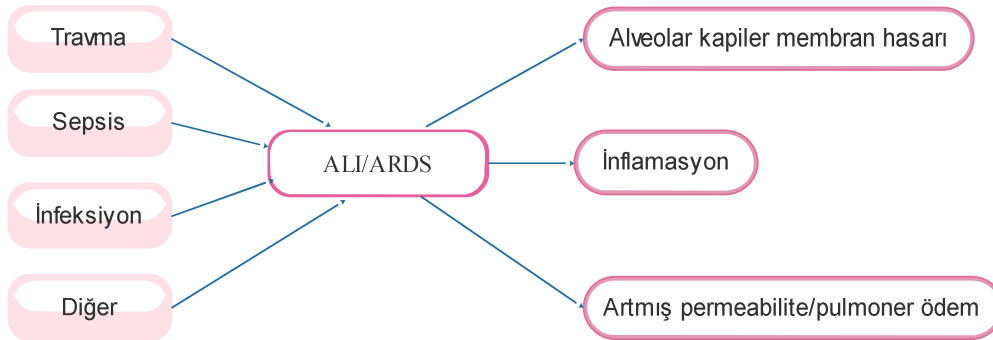 Travma
Sepsis
İnfeksiyon
Diğer
ALI/ARDS
Alveolar kapiler membran hasarı
İnflamasyon
Artmış permeabilite/pulmoner ödem